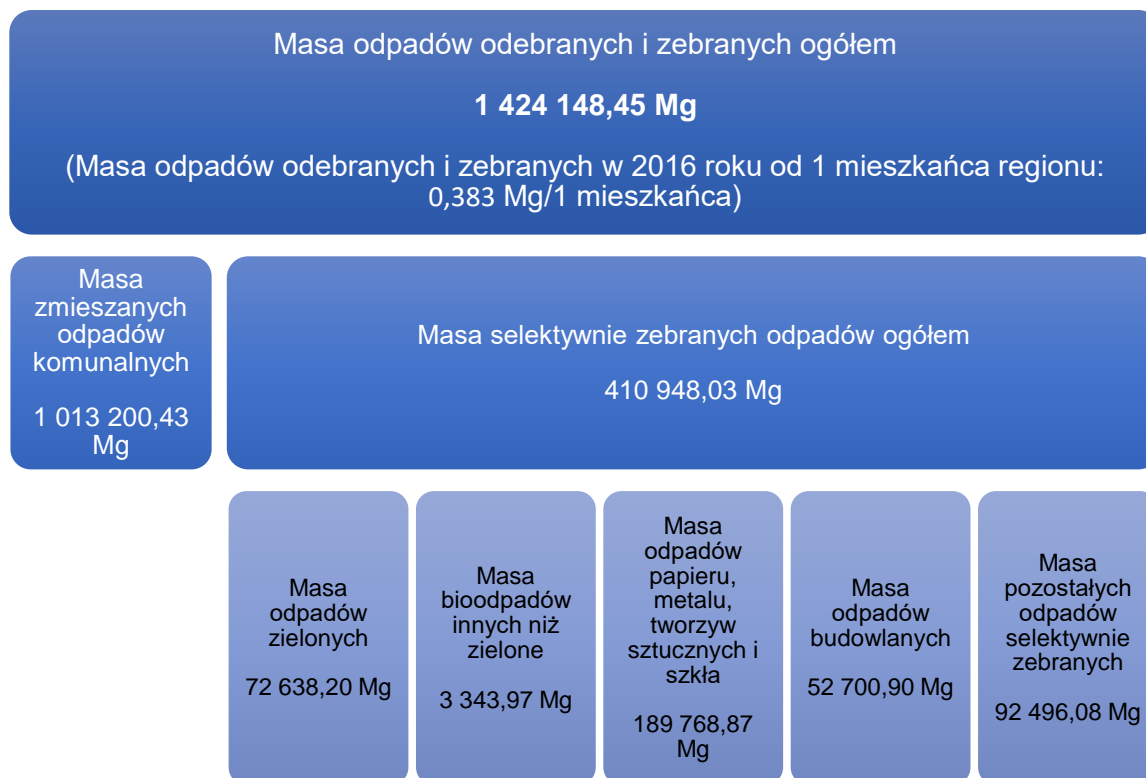 Masa odpadów odebranych i zebranych ogółem
1 424 148,45 Mg
(Masa odpadów odebranych i zebranych w 2016 roku od 1 mieszkańca regionu:
0,383 Mg/1 mieszkańca)
Masa
zmieszanych
odpadów
komunalnych
1 013 200,43
Mg
Masa selektywnie zebranych odpadów ogółem
410 948,03 Mg
Masa
odpadów
zielonych
72 638,20 Mg
Masa
bioodpadów
innych niż
zielone
3 343,97 Mg
Masa
odpadów
papieru,
metalu,
tworzyw
sztucznych i
szkła
189 768,87
Mg
Masa
odpadów
budowlanych
52 700,90 Mg
Masa
pozostałych
odpadów
selektywnie
zebranych
92 496,08 Mg